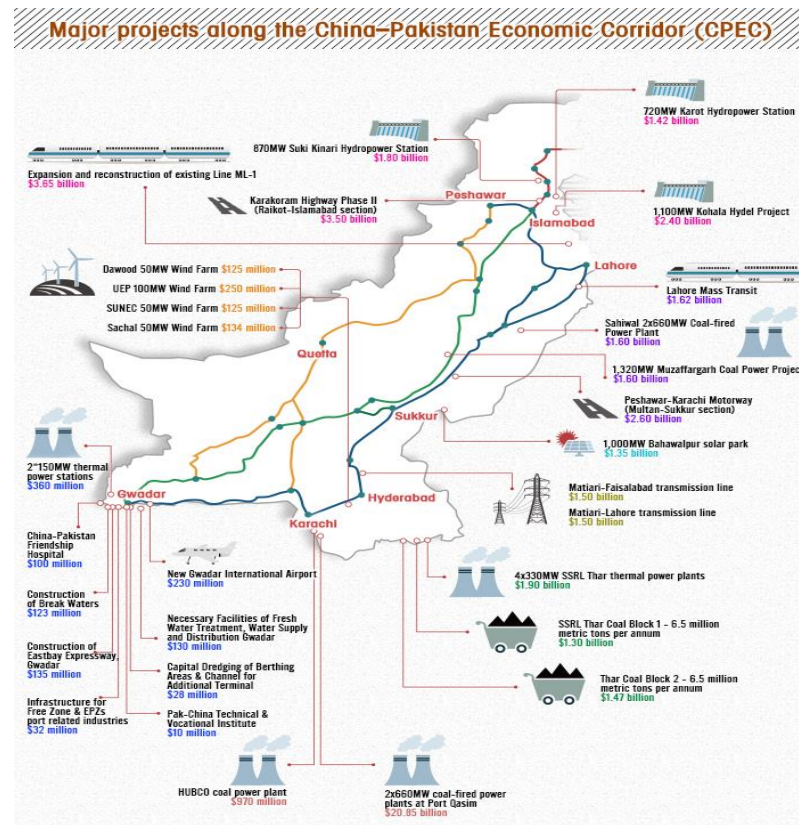 Major projects along the China–Pakistan Economic Corridor (CPEC)
720MW Karot Hydropower Station
$1.42 billion
870MW Suki Kinari Hydropower Station
$1.80 billion
Expansion and reconstruction of existing Line ML-1
$3.65 billion
Karakoram Highway Phase II
(Raikot-Islamabad section)
$3.50 billion
Peshawar
Islamabad
1,100MW Kohala Hydel Project
$2.40 billion
Dawood 50MW Wind Farm $125 million
UEP 100MW Wind Farm $250 million
SUNEC 50MW Wind Farm $125 million
Sachal 50MW Wind Farm $134 million
Lahore
Lahore Mass Transit
$1.62 billion
Sahiwal 2x660MW Coal-fired
Power Plant
$1.60 billion
Quetta
1,320MW Muzaffargarh Coal Power Projec
$1.60 billion
Peshawar-Karachi Motorway
(Multan-Sukkur section)
$2.60 billion
Sukkur
1,000MW Bahawalpur solar park
$1.35 billion
2*150MW thermal
power stations
$360 million
Gwadar
Hyderabad
Karachi
Matiari-Faisalabad transmission line
$1.50 billion
Matiari-Lahore transmission line
$1.50 billion
China-Pakistan
Friendship
Hospital
$100 million
New Gwadar International Airport
$230 million
4x330MW SSRL Thar thermal power plants
$1.90 billion
Construction
of Break Waters
$123 million
Necessary Facilities of Fresh
Water Treatment, Water Supply
and Distribution Gwadar
$130 million
SSRL Thar Coal Block 1 - 6.5 million
metric tons per annum
$1.30 billion
Construction of
Eastbay Expressway,
Gwadar
$135 million
Capital Dredging of Berthing
Areas & Channel for
Additional Terminal
$28 million
Thar Coal Block 2 - 6.5 million
metric tons per annum
$1.47 billion
Infrastructure for
Free Zone & EPZs
port related industries
$32 million
Pak-China Technical &
Vocational Institute
$10 million
HUBCO coal power plant
$970 million
2x660MW coal-fired power
plants at Port Qasim
$20.85 billion